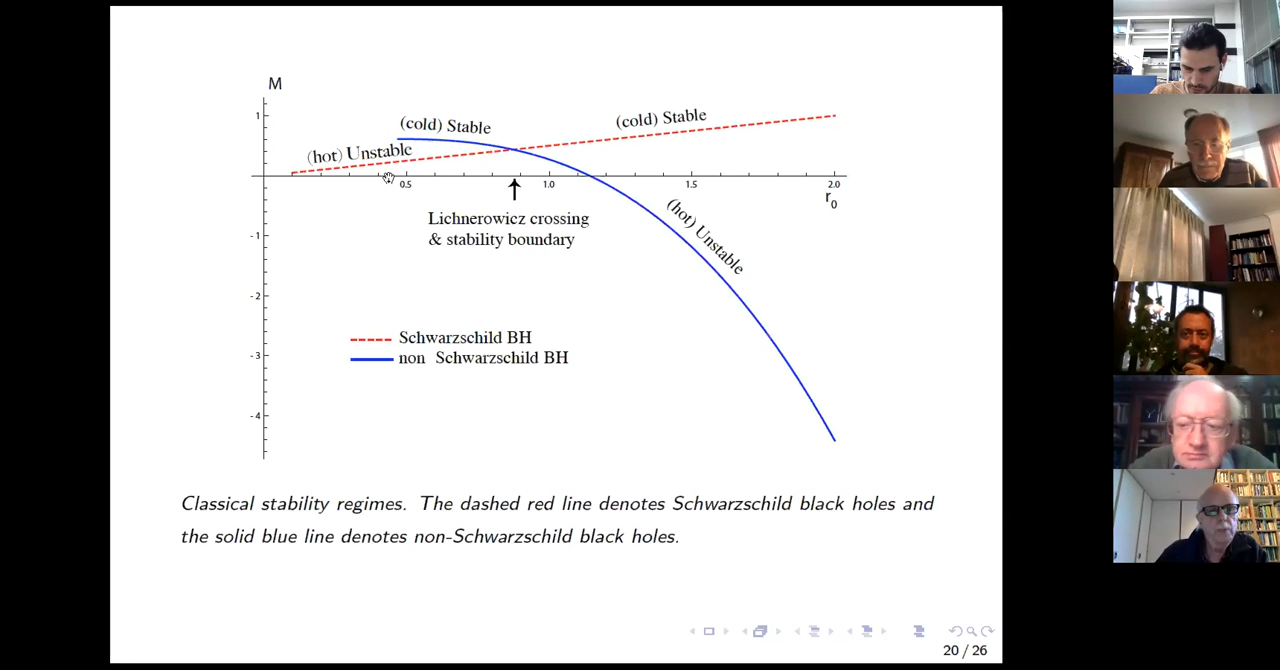 M
1
(cold) Stable
(cold) Stable
(hot) Unstable
0.5
1.0
1.5
2.0
r0
Lichnerowicz crossing
& stability boundary
(hot) Unstable
-1
-2
-3
-4
Schwarzschild BH
non Schwarzschild BH
Classical stability regimes. The dashed red line denotes Schwarzschild black holes and
the solid blue line denotes non-Schwarzschild black holes.
20 / 26